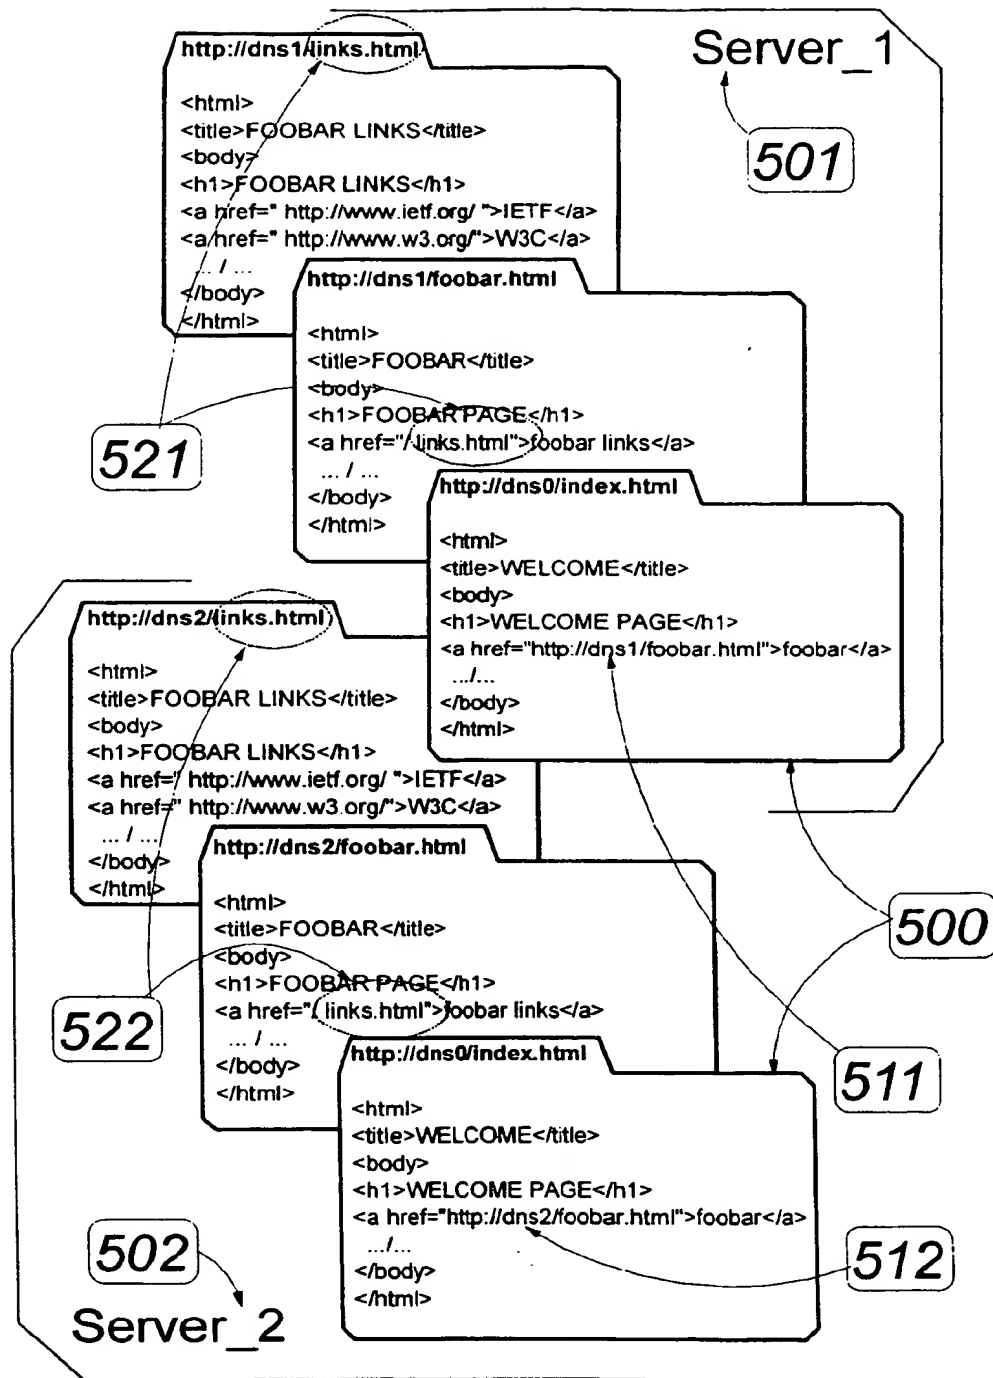 Server_1
501
http://dns1/links.html
<html>
<title>FOOBAR LINKS</title>
<body>
<h1>FOOBAR LINKS</h1>
<a href=" http://www.ietf.org/ ">IETF</a>
<a href=" http://www.w3.org/">W3C</a>
... / ...
</body>
</html>
http://dns1/foobar.html
<html>
<title>FOOBAR</title>
<body>
<h1>FOOBAR PAGE</h1>
<a href="/ links.html">foobar links</a>
... / ...
</body>
</html>
521
http://dns0/index.html
<html>
<title>WELCOME</title>
<body>
<h1>WELCOME PAGE</h1>
<a href="http://dns1/foobar.html">foobar</a>
.../...
</body>
</html>
http://dns2/links.html
<html>
<title>FOOBAR LINKS</title>
<body>
<h1>FOOBAR LINKS</h1>
<a href=" http://www.ietf.org/ ">IETF</a>
<a href=" http://www.w3.org/">W3C</a>
... / ...
</body>
</html>
http://dns2/foobar.html
<html>
<title>FOOBAR</title>
<body>
<h1>FOOBAR PAGE</h1>
<a href="/ links.html">foobar links</a>
... / ...
</body>
</html>
500
522
511
http://dns0/index.html
<html>
<title>WELCOME</title>
<body>
<h1>WELCOME PAGE</h1>
<a href="http://dns2/foobar.html">foobar</a>
.../...
</body>
</html>
502
512
Server_2